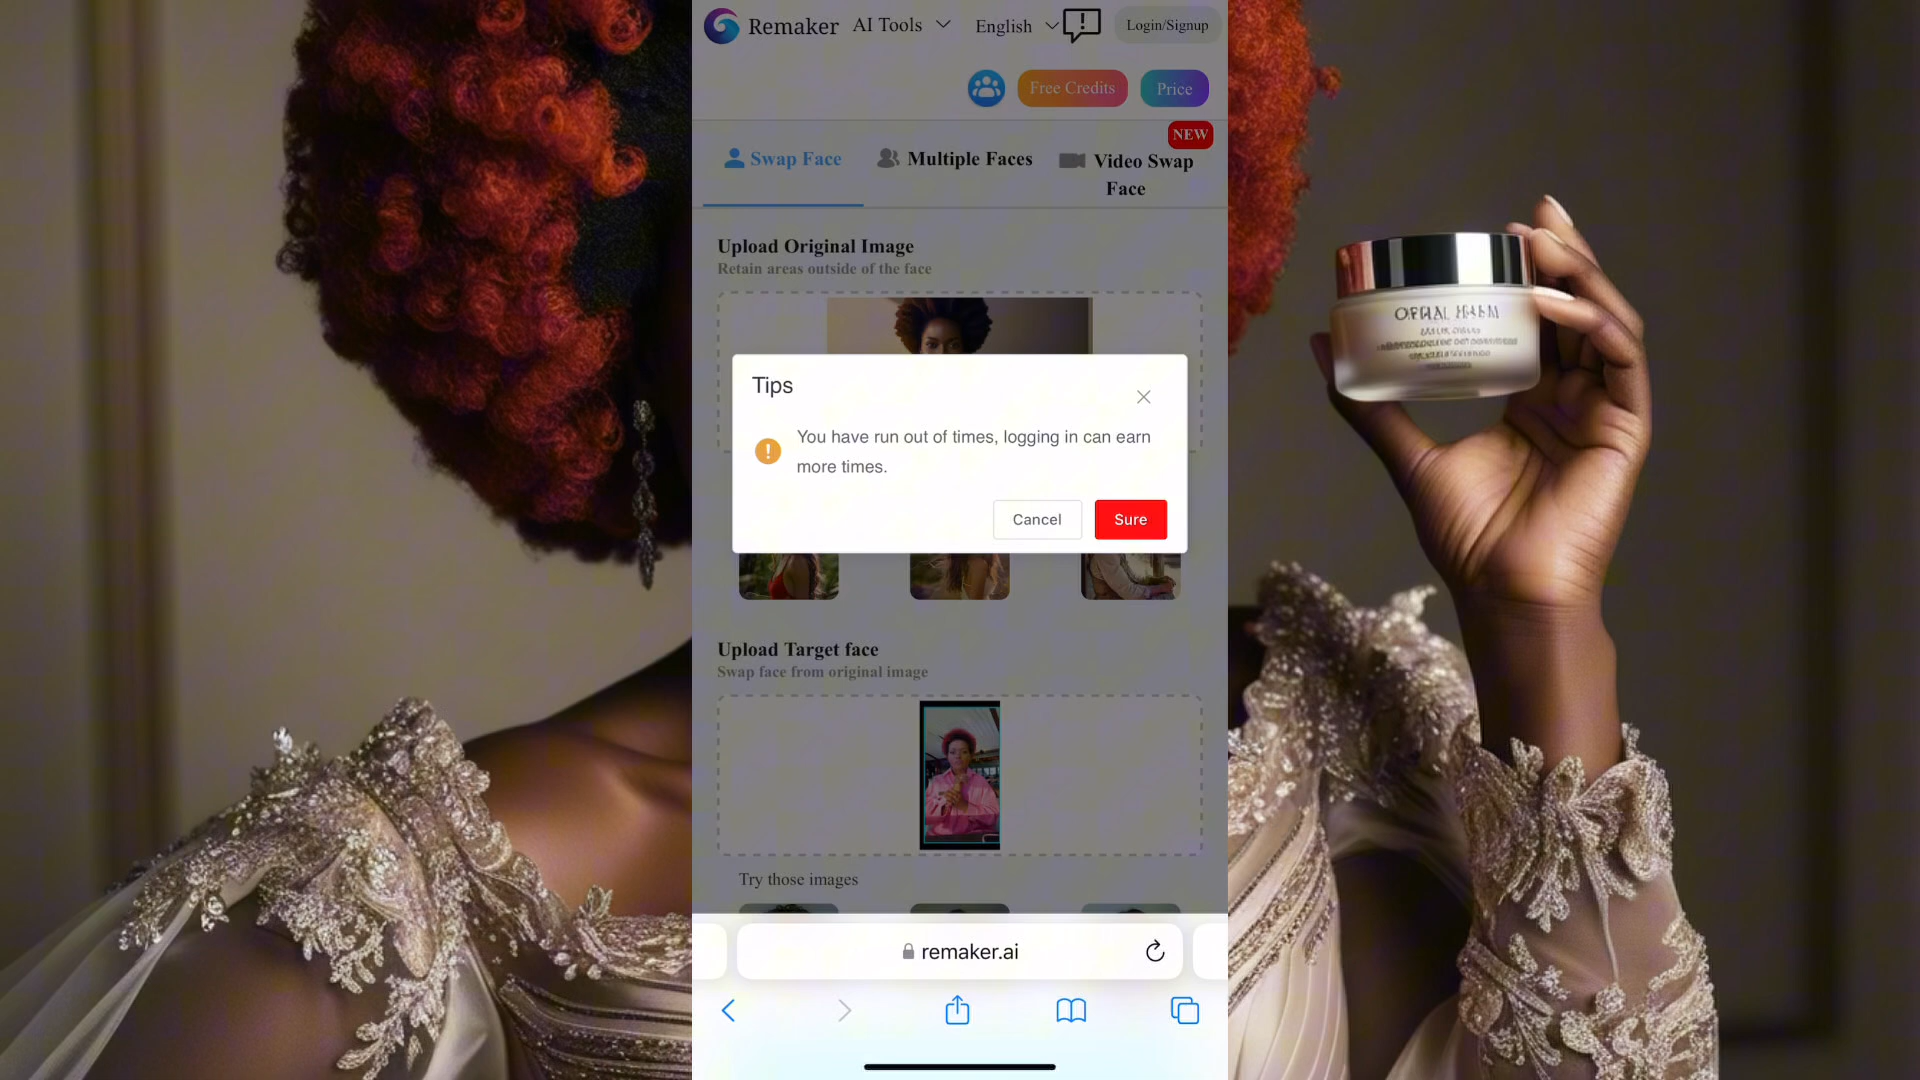 Remaker
AI Tools
English
Login/Signup
Free Credits
Price
NEW
Swap Face
Multiple Faces
Video Swap
Face
Upload Original Image
Retain areas outside of the face
Tips
You have run out of times, logging in can earn
more times.
Cancel
Sure
Upload Target face
Swap face from original image
Try those images
remaker.ai